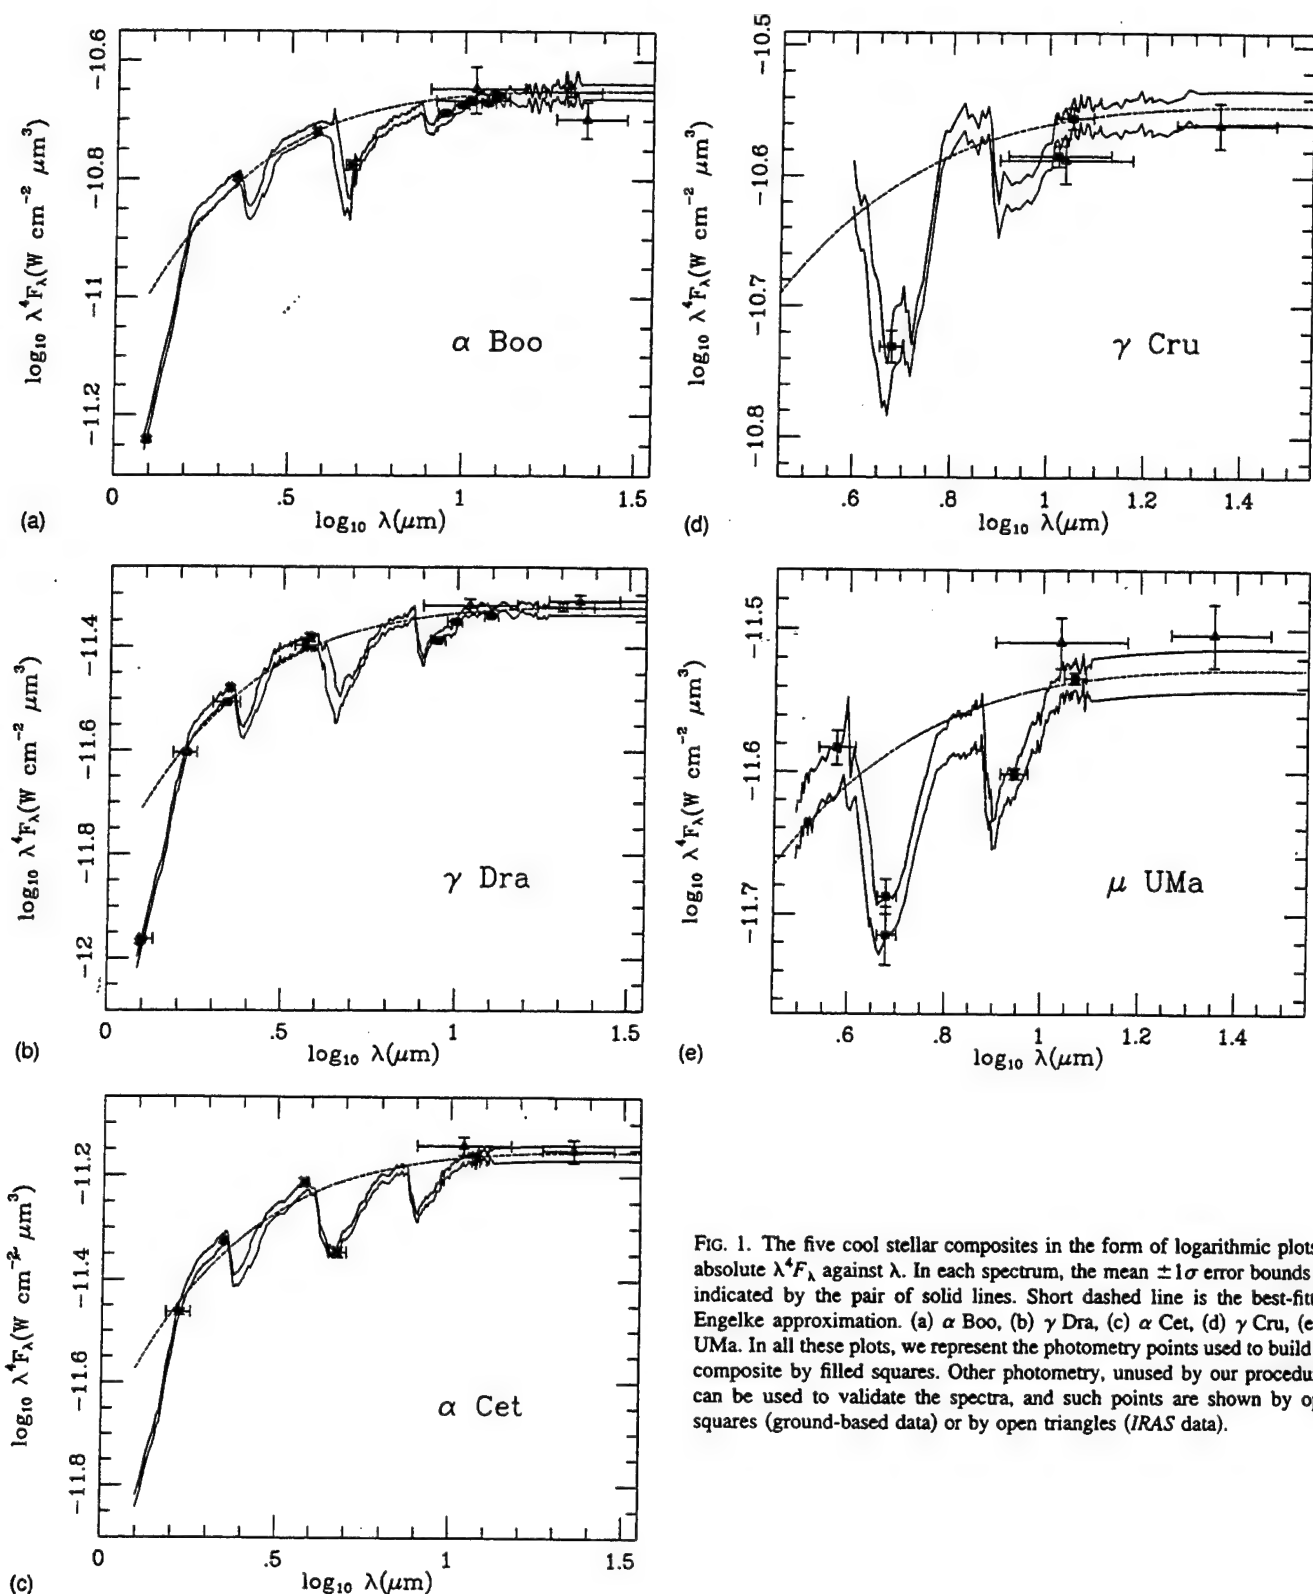 −10.6
−10.8
−11
−11.2
log₁₀ λ⁴F_λ(W cm⁻² μm³)
α Boo
0
.5
1
1.5
log₁₀ λ(μm)
(a)
−10.5
−10.6
−10.7
−10.8
log₁₀ λ⁴F_λ(W cm⁻² μm³)
γ Cru
.6
.8
1
1.2
1.4
log₁₀ λ(μm)
(d)
−11.4
−11.6
−11.8
−12
log₁₀ λ⁴F_λ(W cm⁻² μm³)
γ Dra
0
.5
1
1.5
log₁₀ λ(μm)
(b)
−11.5
−11.6
−11.7
log₁₀ λ⁴F_λ(W cm⁻² μm³)
μ UMa
.6
.8
1
1.2
1.4
log₁₀ λ(μm)
(e)
−11.2
−11.4
−11.6
−11.8
log₁₀ λ⁴F_λ(W cm⁻² μm³)
α Cet
0
.5
1
1.5
log₁₀ λ(μm)
(c)
FIG. 1. The five cool stellar composites in the form of logarithmic plots
absolute λ⁴F_λ against λ. In each spectrum, the mean ±1σ error bounds
indicated by the pair of solid lines. Short dashed line is the best-fit
Engelke approximation. (a) α Boo, (b) γ Dra, (c) α Cet, (d) γ Cru, (e
UMa. In all these plots, we represent the photometry points used to build
composite by filled squares. Other photometry, unused by our procedu
can be used to validate the spectra, and such points are shown by o
squares (ground-based data) or by open triangles (IRAS data).